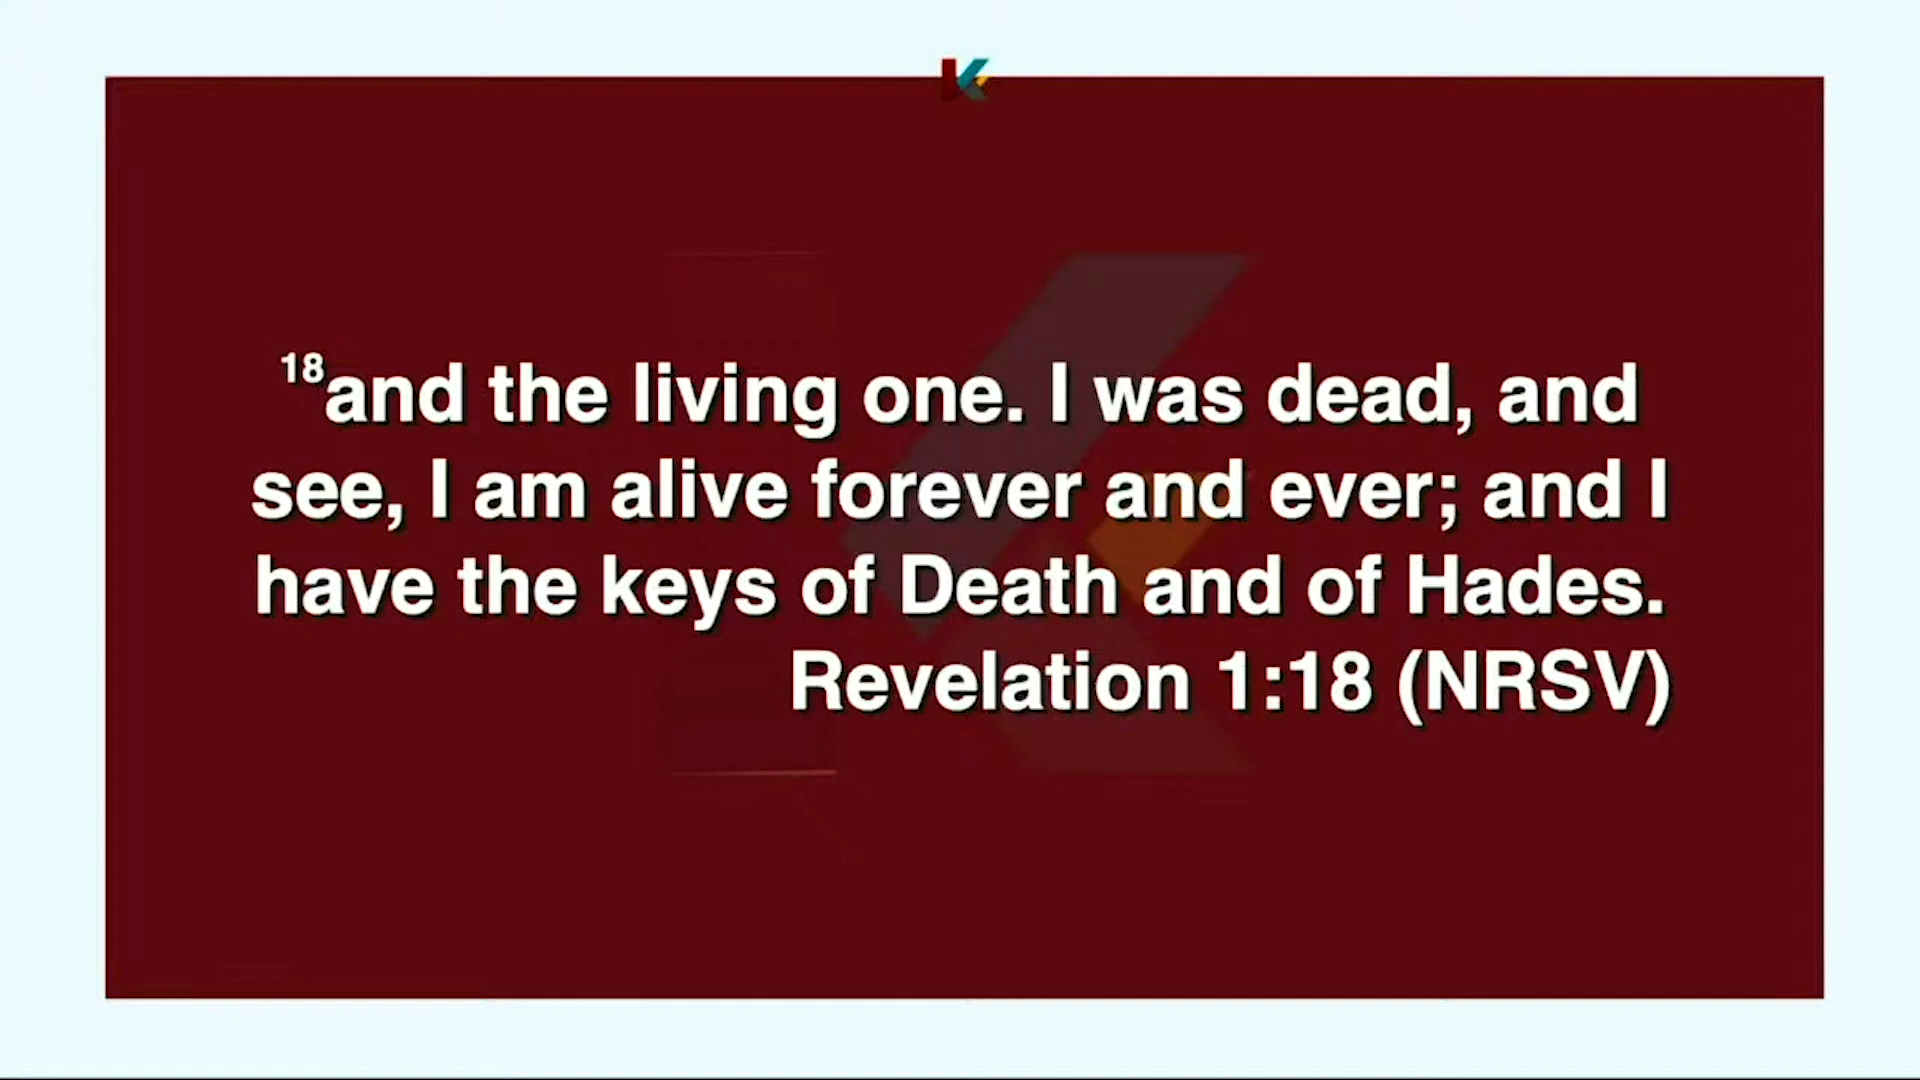 18and the living one. I was dead, and
see, I am alive forever and ever; and I
have the keys of Death and of Hades.
Revelation 1:18 (NRSV)